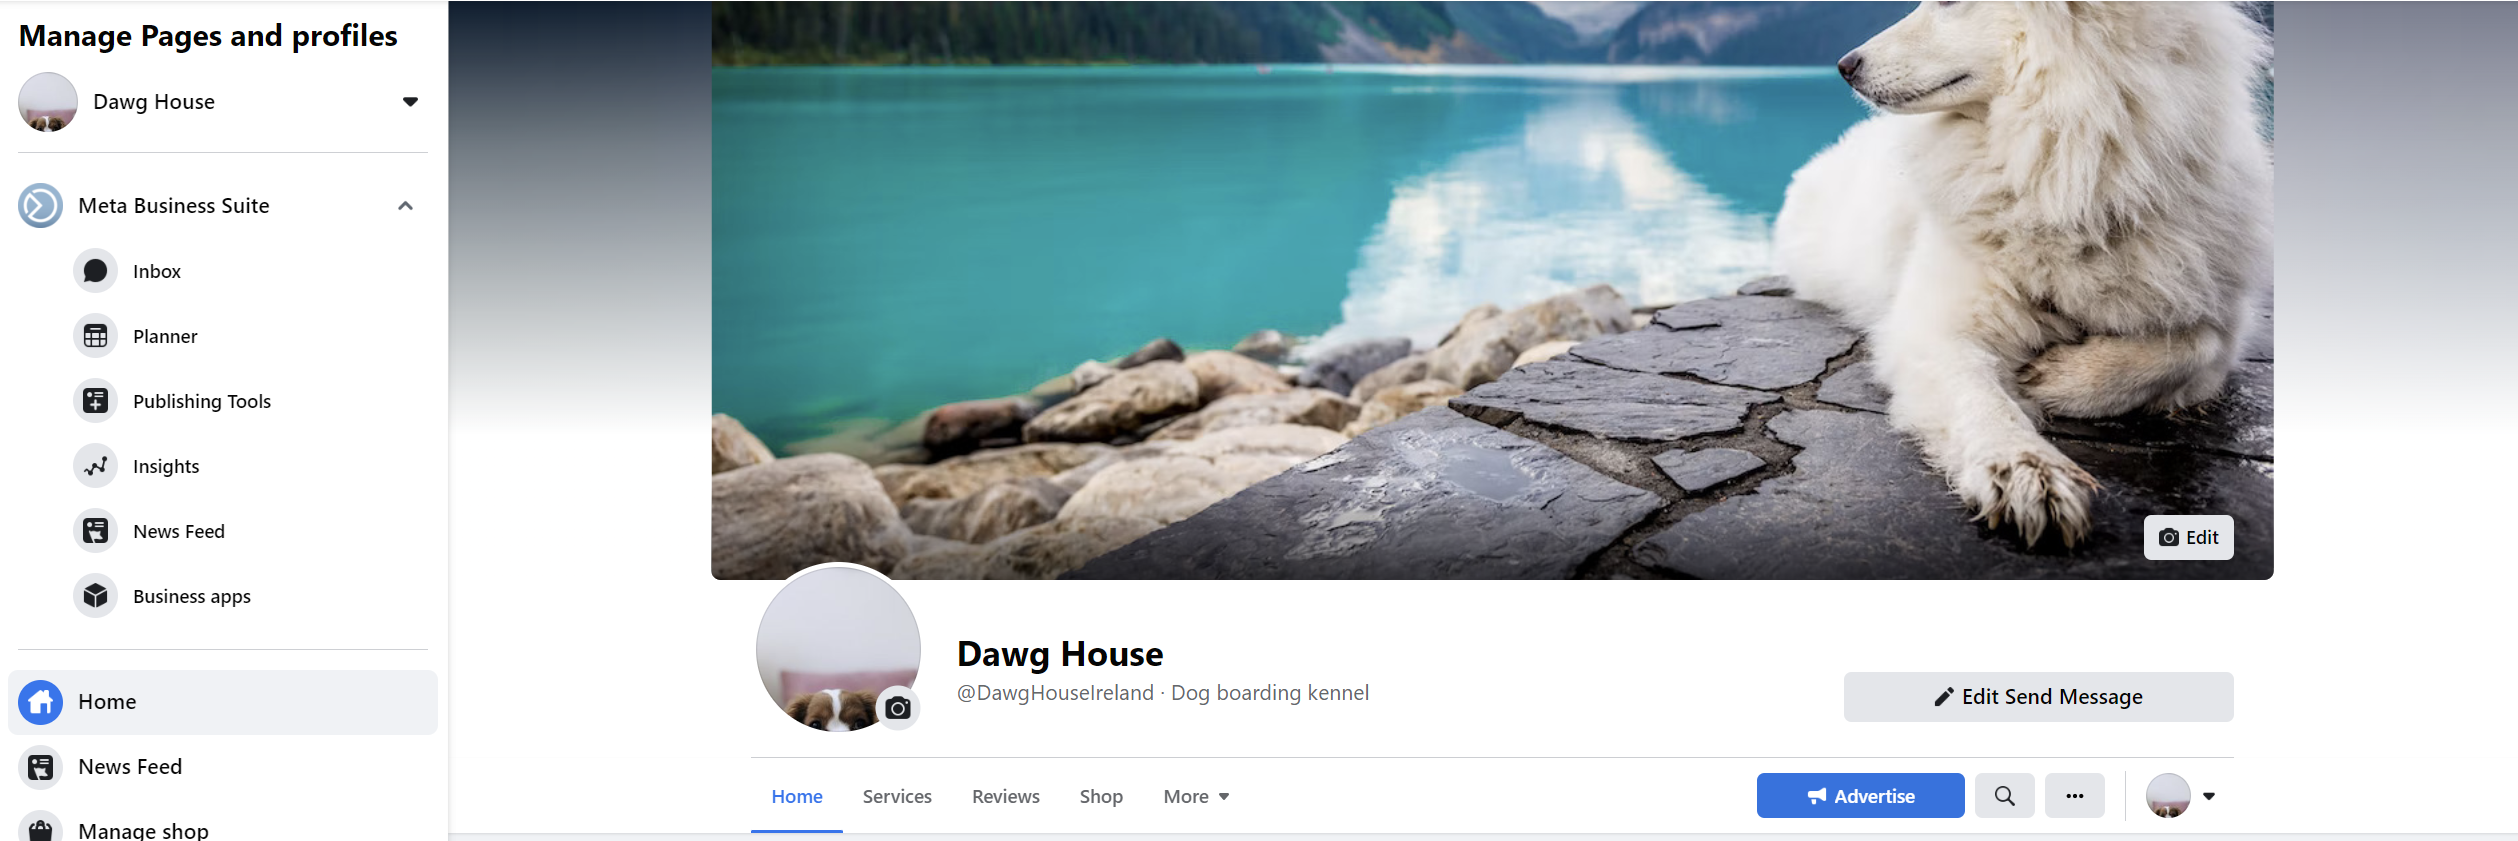 Manage Pages and profiles
Dawg House
Meta Business Suite
Inbox
Planner
Publishing Tools
Insights
News Feed
Business apps
Home
News Feed
Manage shop
Edit
Dawg House
@DawgHouseIreland · Dog boarding kennel
Edit Send Message
Home Services Reviews Shop More
Advertise